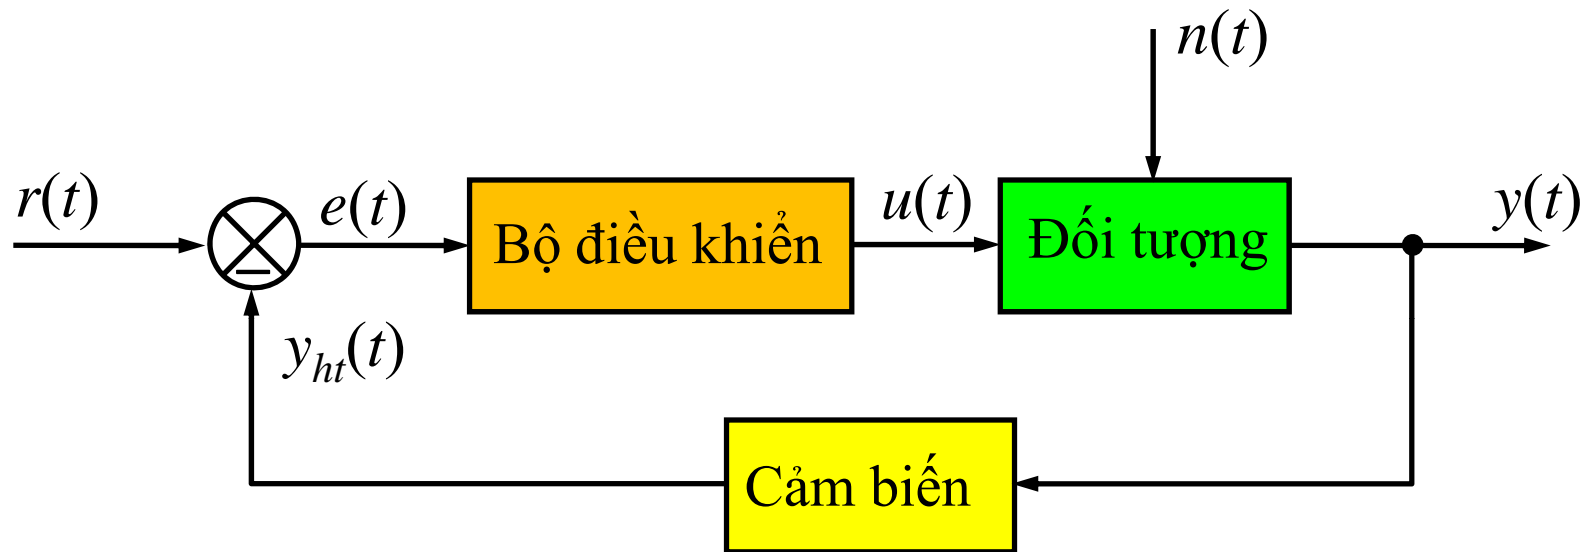 n(t)
r(t)
e(t)
Bộ điều khiển
u(t)
Đối tượng
y(t)
y_ht(t)
Cảm biến